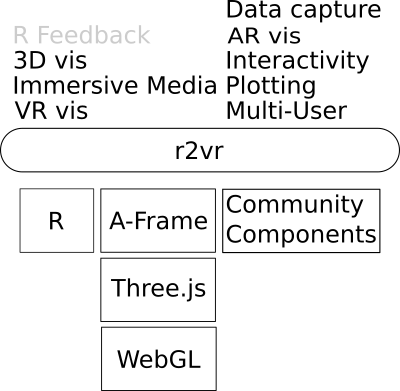 Data capture
R Feedback
AR vis
3D vis
Interactivity
Immersive Media
Plotting
VR vis
Multi-User
r2vr
R
A-Frame
Community
Components
Three.js
WebGL